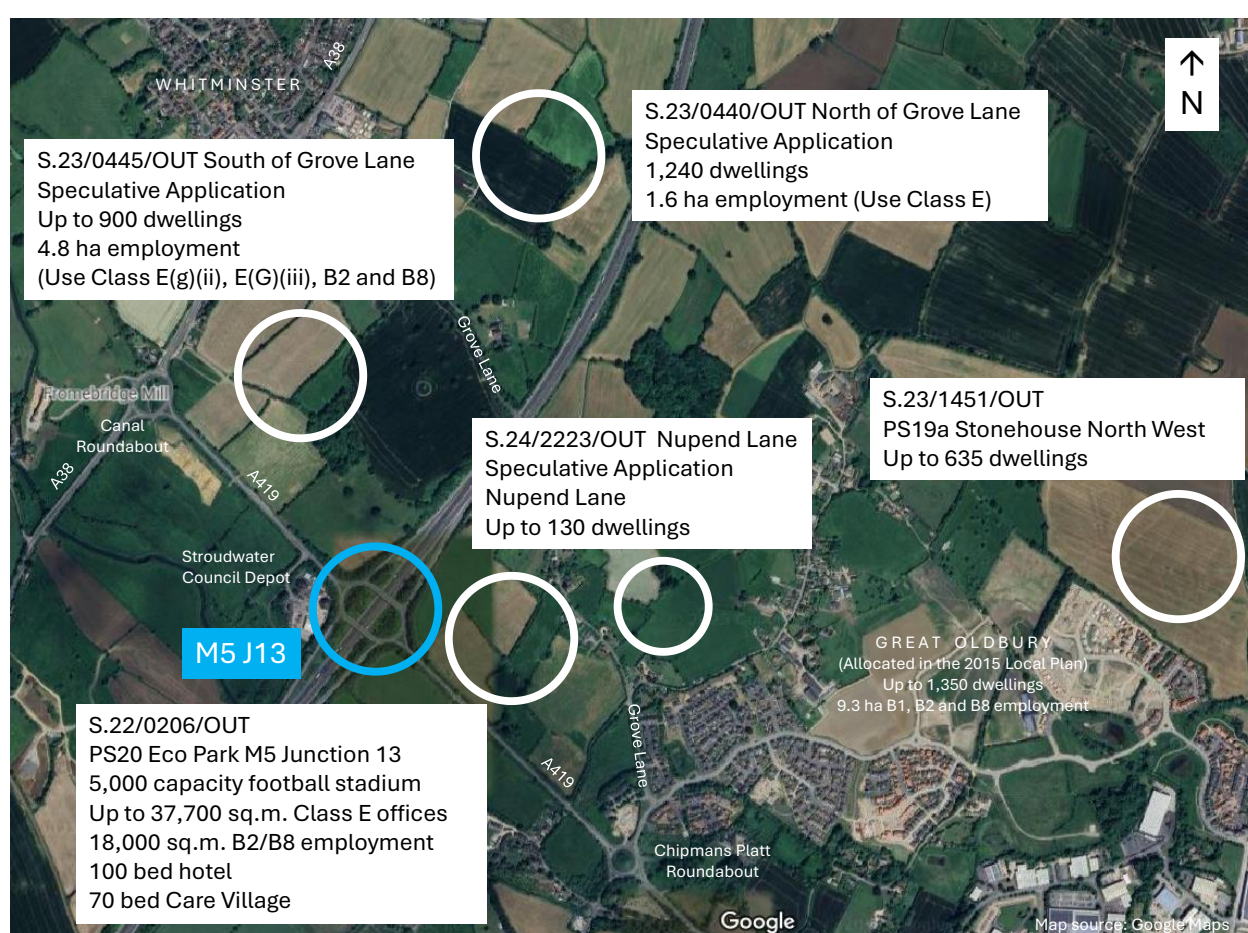 WHITMINSTER
A38
↑
N
S.23/0440/OUT North of Grove Lane
Speculative Application
1,240 dwellings
1.6 ha employment (Use Class E)
S.23/0445/OUT South of Grove Lane
Speculative Application
Up to 900 dwellings
4.8 ha employment
(Use Class E(g)(ii), E(G)(iii), B2 and B8)
Grove Lane
Fromebridge Mill
Canal
Roundabout
A38
A419
S.23/1451/OUT
PS19a Stonehouse North West
Up to 635 dwellings
S.24/2223/OUT Nupend Lane
Speculative Application
Nupend Lane
Up to 130 dwellings
Stroudwater
Council Depot
M5 J13
GREAT OLDBURY
(Allocated in the 2015 Local Plan)
Up to 1,350 dwellings
9.3 ha B1, B2 and B8 employment
S.22/0206/OUT
PS20 Eco Park M5 Junction 13
5,000 capacity football stadium
Up to 37,700 sq.m. Class E offices
18,000 sq.m. B2/B8 employment
100 bed hotel
70 bed Care Village
Grove Lane
A419
Chipmans Platt
Roundabout
Google
Map source: Google Maps